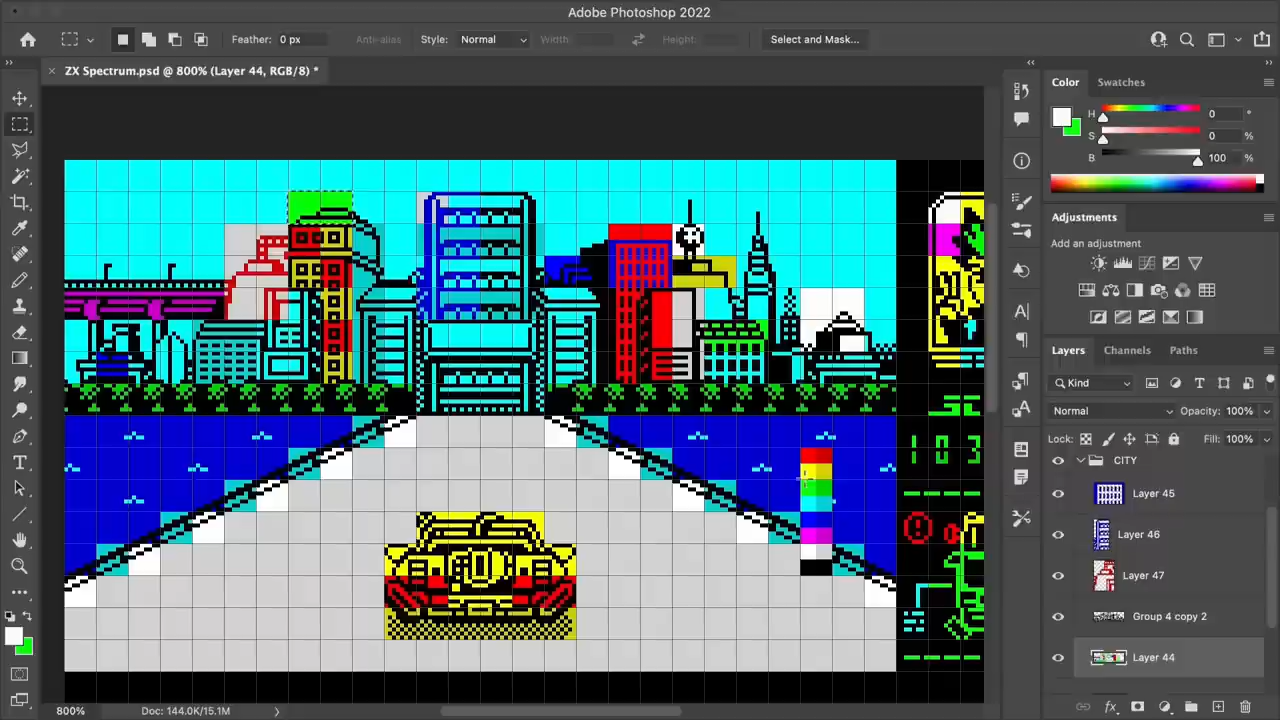 Adobe Photoshop 2022
Feather: 0 px Anti-alias Style: Normal Width: Height: Select and Mask...
ZX Spectrum.psd @ 800% (Layer 44, RGB/8) *
Color Swatches
H 0 °
S 0 %
B 100 %
Adjustments
Add an adjustment
Layers Channels Paths
Kind
Normal Opacity: 100%
Lock: Fill: 100%
CITY
Layer 45
Layer 46
Layer 47
Group 4 copy 2
Layer 44
103
800% Doc: 144.0K/15.1M